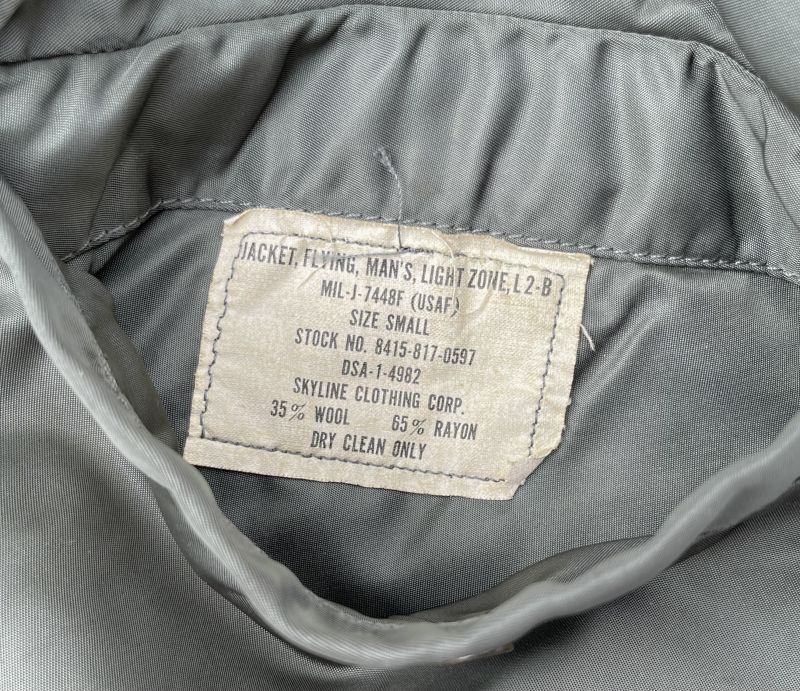 JACKET, FLYING, MAN'S, LIGHT ZONE, L 2-B
MIL-J-7448F (USAF)
SIZE SMALL
STOCK NO. 8415-817-0597
DSA-1-4982
SKYLINE CLOTHING CORP.
35% WOOL 65% RAYON
DRY CLEAN ONLY